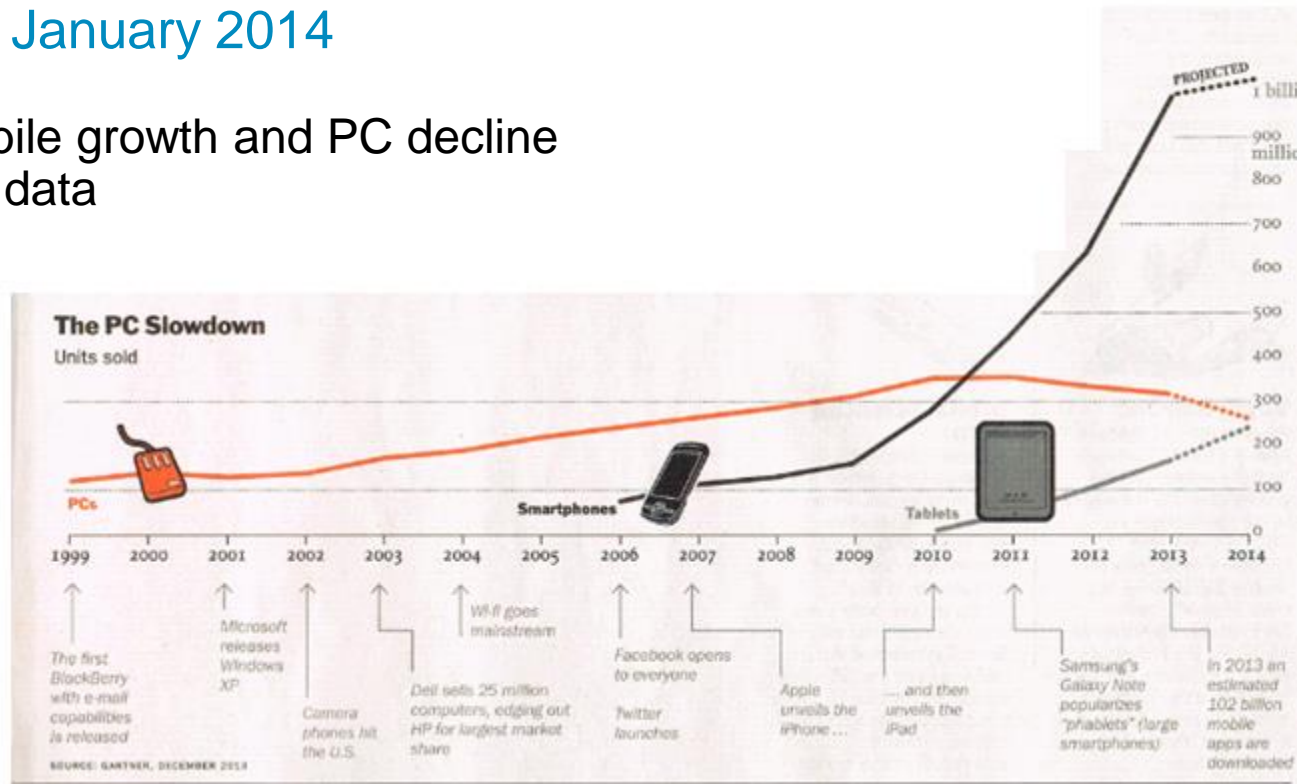 January 2014
bile growth and PC decline
data
The PC Slowdown
Units sold
PROJECTED
1 billi
900
millio
800
700
600
500
400
300
200
100
0
PCs
Smartphones
Tablets
1999 2000 2001 2002 2003 2004 2005 2006 2007 2008 2009 2010 2011 2012 2013 2014
The first
BlackBerry
with e-mail
capabilities
is released
Microsoft
releases
Windows
XP
Camera
phones hit
the U.S.
Dell sells 25 million
computers, edging out
HP for largest market
share
Wi-fi goes
mainstream
Facebook opens
to everyone
Twitter
launches
Apple
unveils the
iPhone ...
... and then
unveils the
iPad
Samsung's
Galaxy Note
popularizes
"phablets" (large
smartphones)
In 2013 an
estimated
102 billion
mobile
apps are
downloaded
SOURCE: GARTNER, DECEMBER 2013